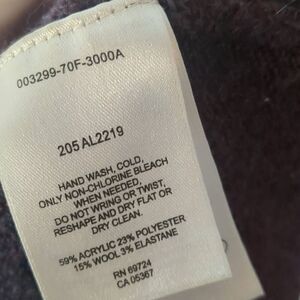 003299-70F-3000A
205 AL2219
HAND WASH, COLD,
ONLY NON-CHLORINE BLEACH
WHEN NEEDED,
DO NOT WRING OR TWIST,
RESHAPE AND DRY FLAT OR
DRY CLEAN.
59% ACRYLIC 23% POLYESTER
15% WOOL 3% ELASTANE
RN 69724
CA 05367